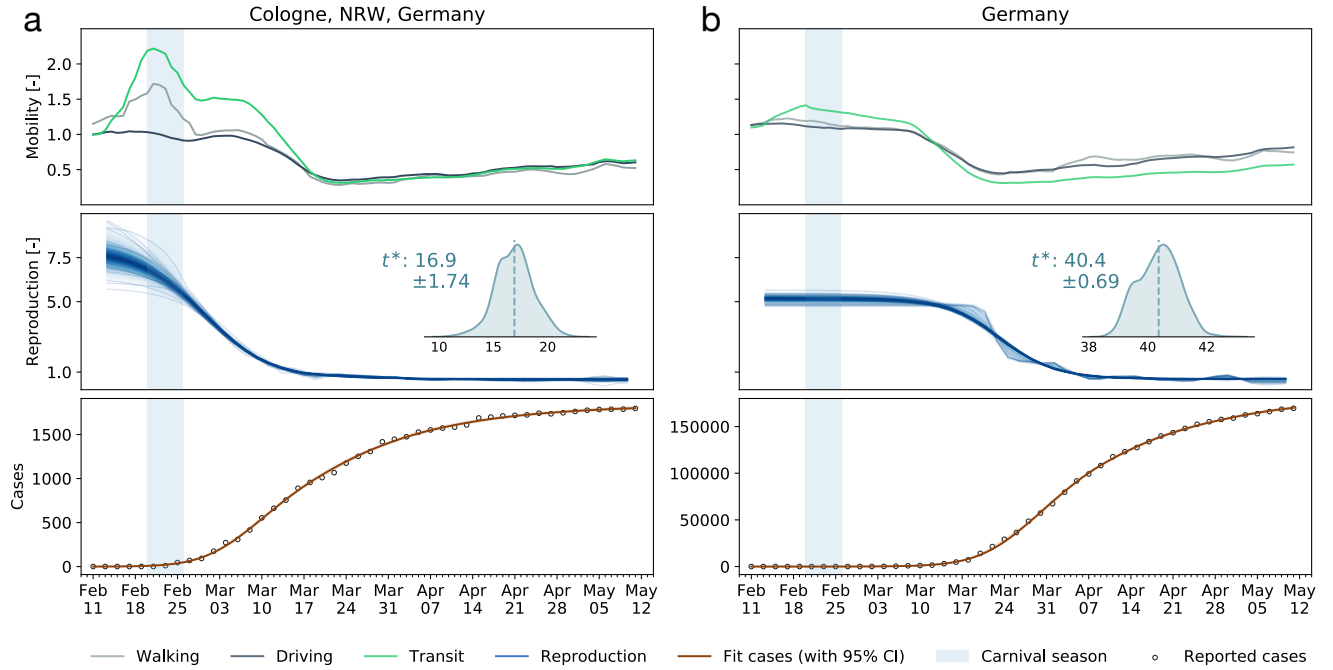 a
Cologne, NRW, Germany
b
Germany
Mobility [-]
2.0
1.5
1.0
0.5
Reproduction [-]
7.5
5.0
1.0
t*: 16.9
±1.74
10 15 20
t*: 40.4
±0.69
38 40 42
Cases
1500
1000
500
0
150000
100000
50000
0
Feb 11
Feb 18
Feb 25
Mar 03
Mar 10
Mar 17
Mar 24
Mar 31
Apr 07
Apr 14
Apr 21
Apr 28
May 05
May 12
Feb 11
Feb 18
Feb 25
Mar 03
Mar 10
Mar 17
Mar 24
Mar 31
Apr 07
Apr 14
Apr 21
Apr 28
May 05
May 12
Walking
Driving
Transit
Reproduction
Fit cases (with 95% CI)
Carnival season
Reported cases